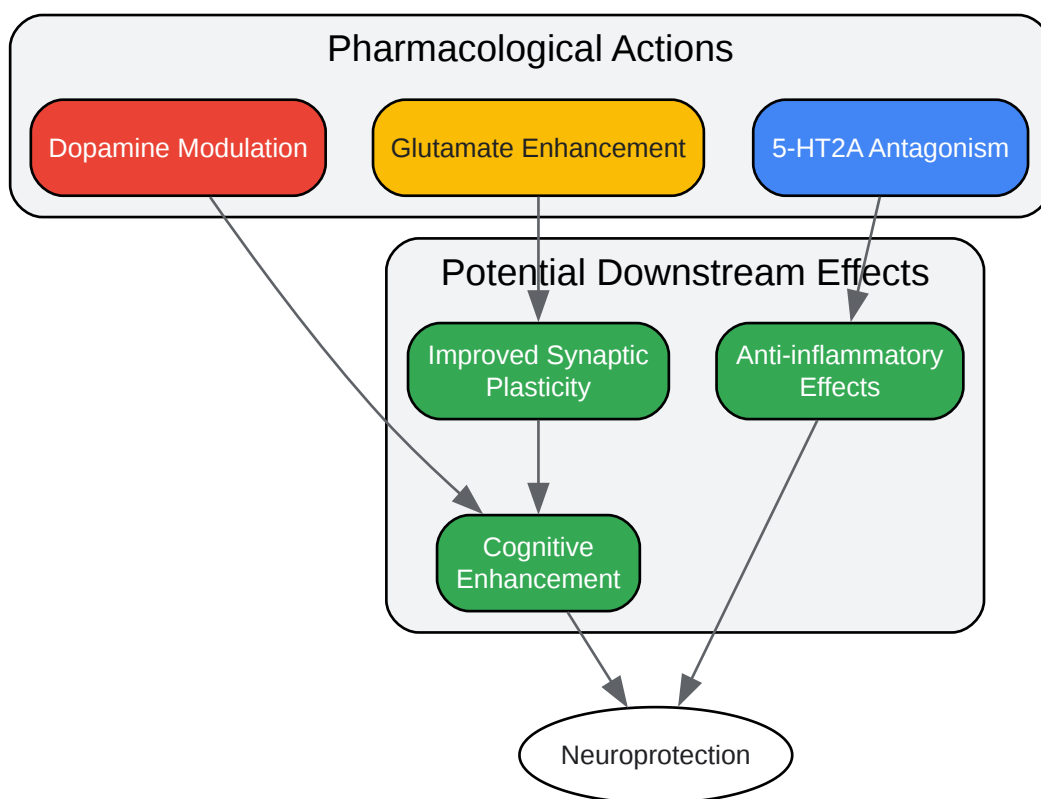 Pharmacological Actions
Dopamine Modulation
Glutamate Enhancement
5-HT2A Antagonism
Potential Downstream Effects
Improved Synaptic
Plasticity
Anti-inflammatory
Effects
Cognitive
Enhancement
Neuroprotection